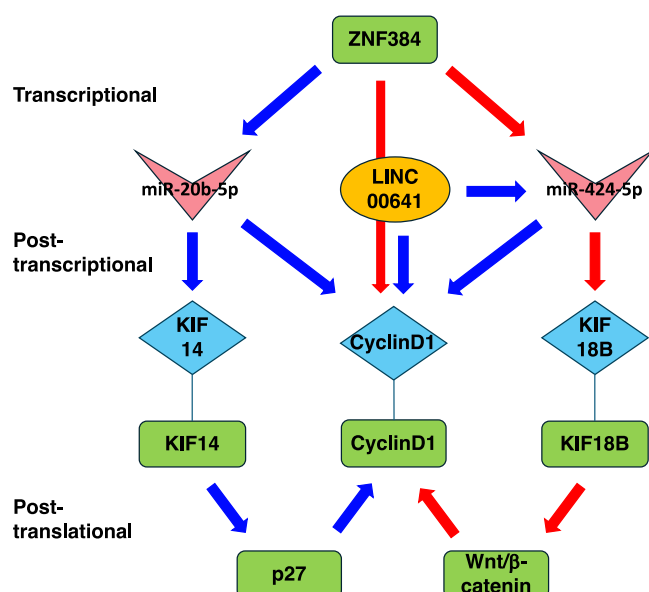 ZNF384
Transcriptional
miR-20b-5p
LINC
00641
miR-424-5p
Post-
transcriptional
KIF
14
CyclinD1
KIF
18B
KIF14
CyclinD1
KIF18B
Post-
translational
p27
Wnt/β-
catenin